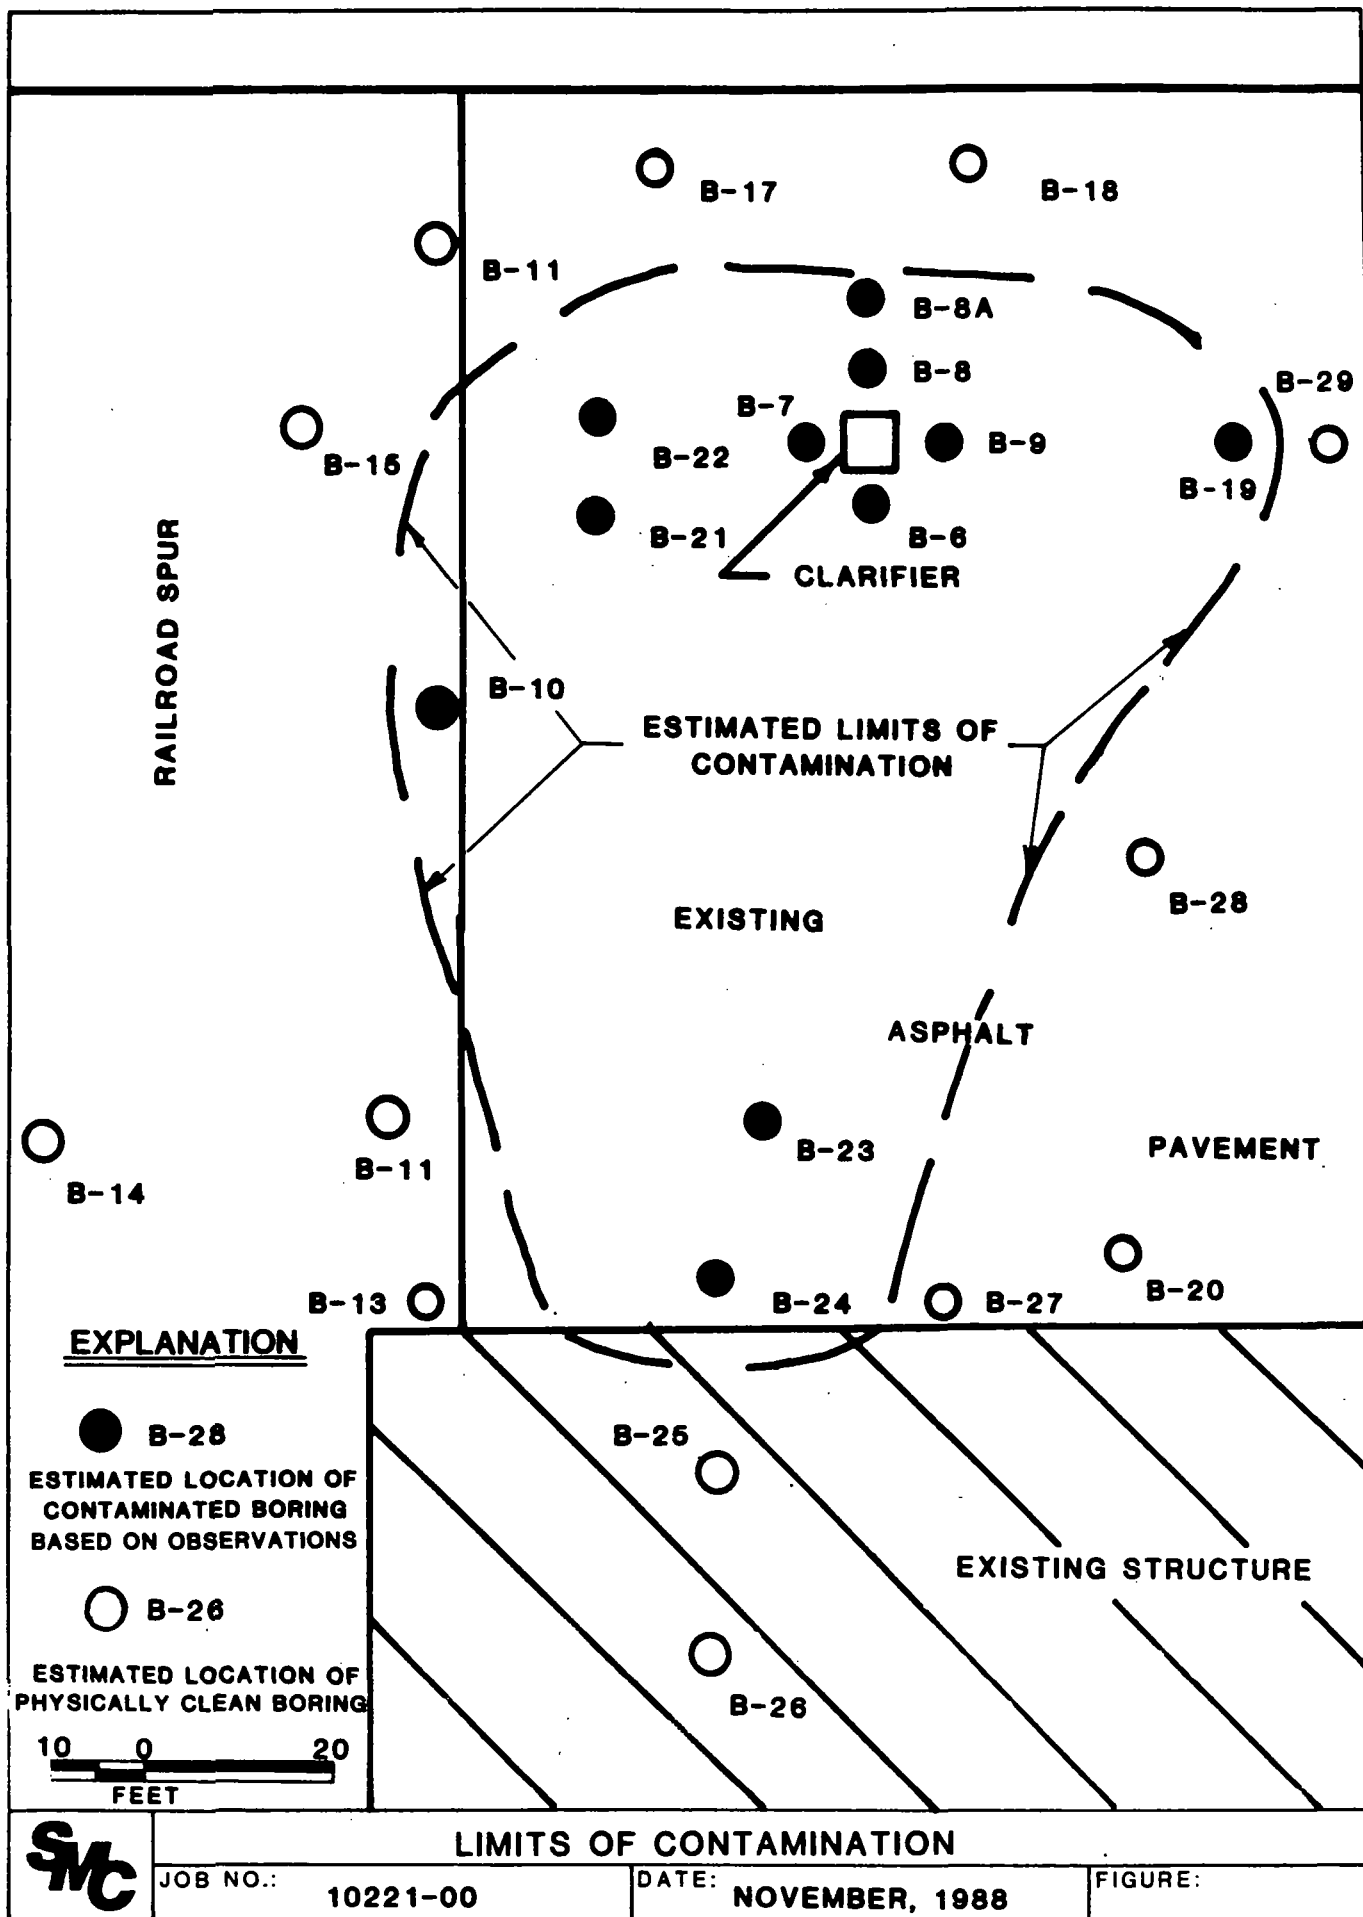 B-17
B-18
B-11
B-8A
B-8
B-29
B-7
B-22
B-9
B-15
B-19
B-21
B-6
CLARIFIER
RAILROAD SPUR
B-10
ESTIMATED LIMITS OF
CONTAMINATION
B-28
EXISTING
ASPHALT
B-23
PAVEMENT
B-11
B-14
B-20
B-13
B-24
B-27
EXPLANATION
B-28
ESTIMATED LOCATION OF
CONTAMINATED BORING
BASED ON OBSERVATIONS
B-26
ESTIMATED LOCATION OF
PHYSICALLY CLEAN BORING
10 0 20
FEET
B-25
EXISTING STRUCTURE
B-26
SMC
LIMITS OF CONTAMINATION
JOB NO.: 10221-00
DATE: NOVEMBER, 1988
FIGURE: